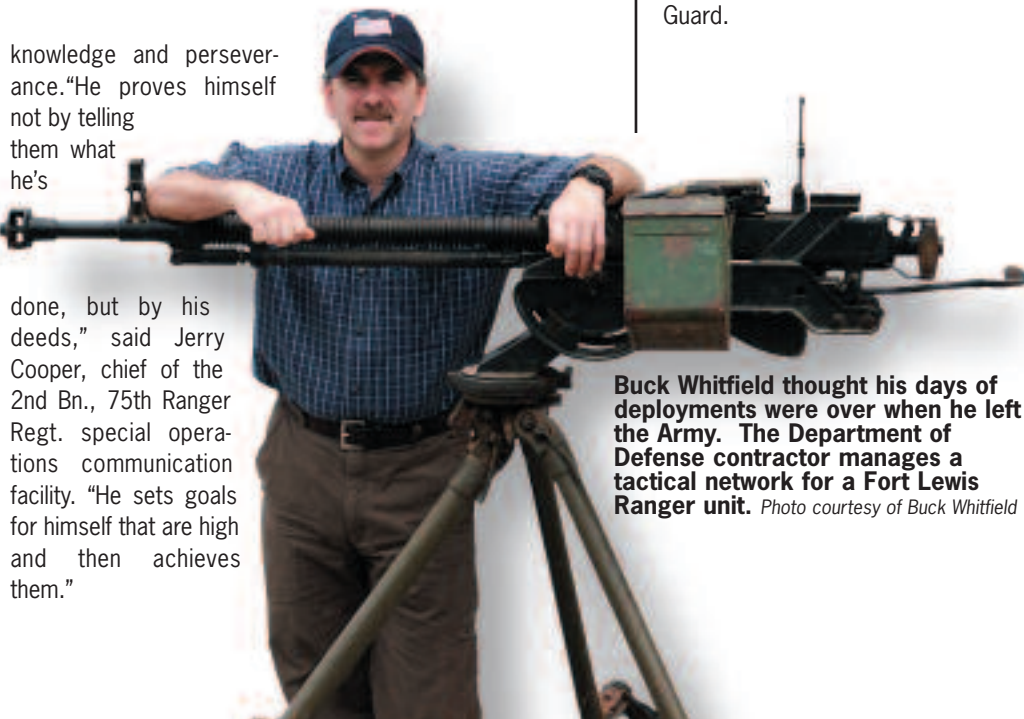 knowledge and persever-
ance.“He proves himself
not by telling
them what
he’s
done, but by his
deeds,” said Jerry
Cooper, chief of the
2nd Bn., 75th Ranger
Regt. special opera-
tions communication
facility. “He sets goals
for himself that are high
and then achieves
them.”
Guard.
Buck Whitfield thought his days of
deployments were over when he left
the Army. The Department of
Defense contractor manages a
tactical network for a Fort Lewis
Ranger unit. Photo courtesy of Buck Whitfield